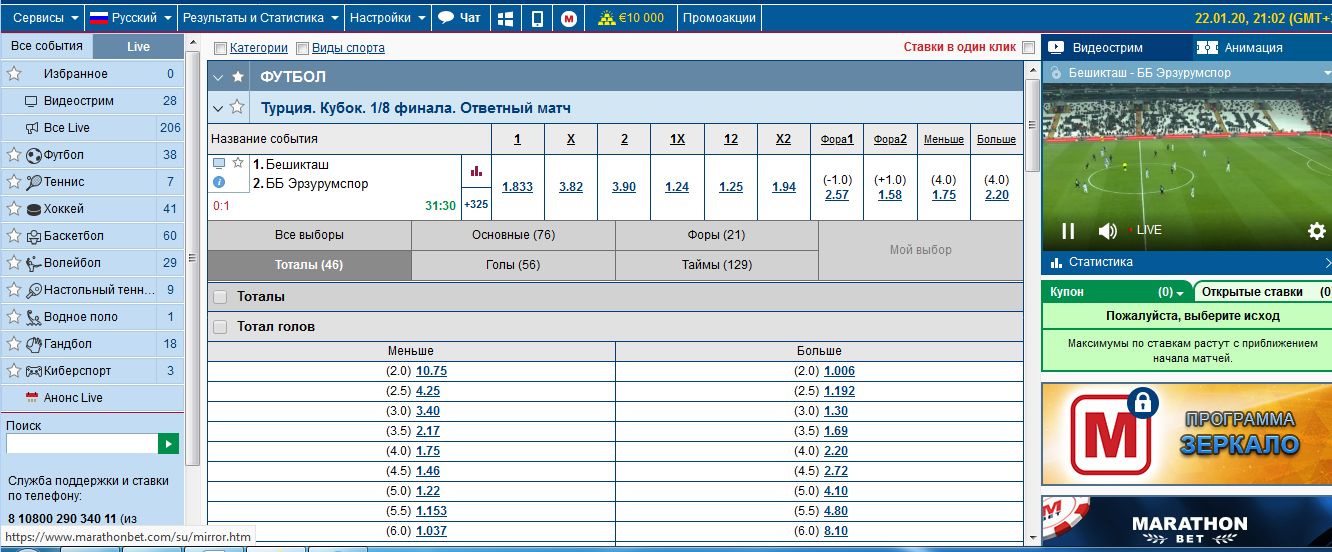 Сервисы Русский Результаты и Статистика Настройки Чат €10 000 Промоакции 22.01.20, 21:02 (GMT+
Все события Live
Избранное 0
Видеостриm 28
Все Live 206
Футбол 38
Теннис 7
Хоккей 41
Баскетбол 60
Волейбол 29
Настольный тенн... 9
Водное поло 1
Гандбол 18
Киберспорт 3
Анонс Live
Поиск
Служба поддержки и ставки
по телефону:
8 10800 290 340 11 (из
https://www.marathonbet.com/su/mirror.htm
Категории Виды спорта Ставки в один клик
ФУТБОЛ
Турция. Кубок. 1/8 финала. Ответный матч
Название события 1 X 2 1X 12 X2 Фора1 Фора2 Меньше Больше
1. Бешикташ (-1.0) (+1.0) (4.0) (4.0)
2. ББ Эрзурумспор 1.833 3.82 3.90 1.24 1.25 1.94 2.57 1.58 1.75 2.20
0:1 31:30 +325
Все выборы Основные (76) Форы (21) Мой выбор
Тоталы (46) Голы (56) Таймы (129)
Тоталы
Тотал голов
Меньше Больше
(2.0) 10.75 (2.0) 1.006
(2.5) 4.25 (2.5) 1.192
(3.0) 3.40 (3.0) 1.30
(3.5) 2.17 (3.5) 1.69
(4.0) 1.75 (4.0) 2.20
(4.5) 1.46 (4.5) 2.72
(5.0) 1.22 (5.0) 4.10
(5.5) 1.153 (5.5) 4.80
(6.0) 1.037 (6.0) 8.10
Видеострим Анимация
Бешикташ - ББ Эрзурумспор
LIVE
Статистика
Купон (0) Открытые ставки (0
Пожалуйста, выберите исход
Максимумы по ставкам растут с приближением
начала матчей.
M
ПРОГРАММА
ЗЕРКАЛО
MARATHON
BET